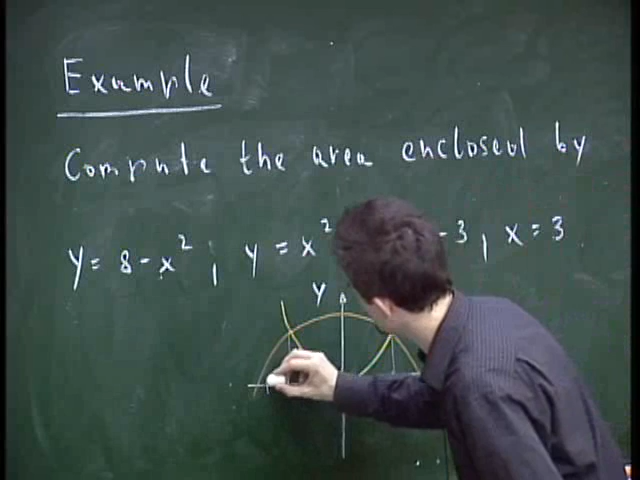 Example
Compute the area enclosed by
y = 8 - x², y = x² - 3, x = 3
y